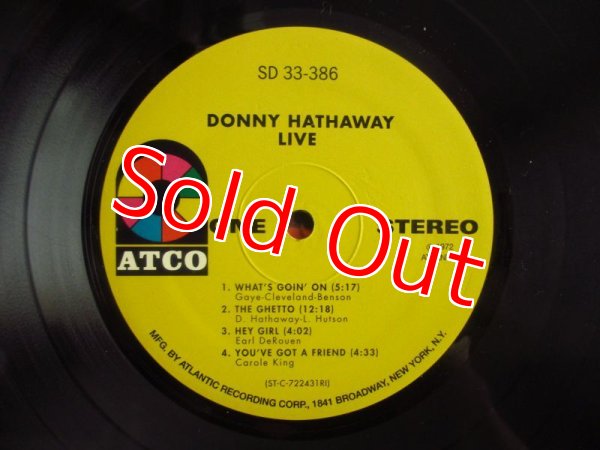 SD 33-386
DONNY HATHAWAY
LIVE
Sold Out
ONE
STEREO
ATCO
1972
1. WHAT'S GOIN' ON (5:17)
Gaye-Cleveland-Benson
2. THE GHETTO (12:18)
D. Hathaway-L. Hutson
3. HEY GIRL (4:02)
Earl DeRouen
4. YOU'VE GOT A FRIEND (4:33)
Carole King
(ST-C-722431RI)
MFG. BY ATLANTIC RECORDING CORP., 1841 BROADWAY, NEW YORK, N.Y.